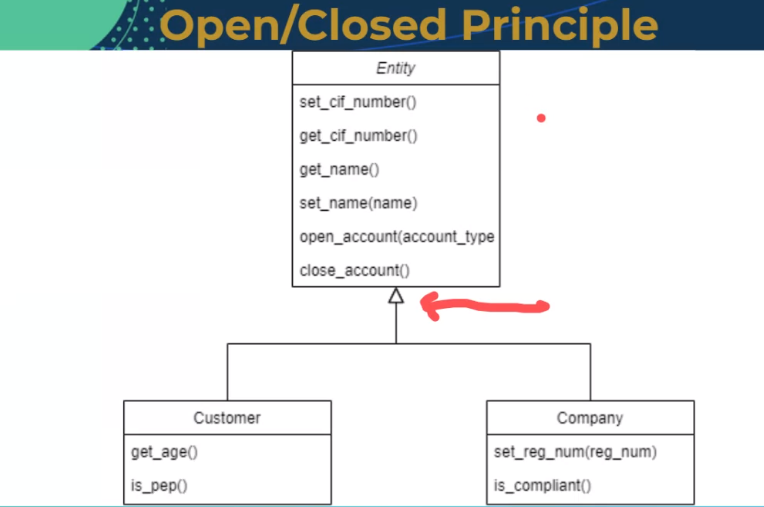 Open/Closed Principle
Entity
set_cif_number()
get_cif_number()
get_name()
set_name(name)
open_account(account_type
close_account()
Customer
get_age()
is_pep()
Company
set_reg_num(reg_num)
is_compliant()